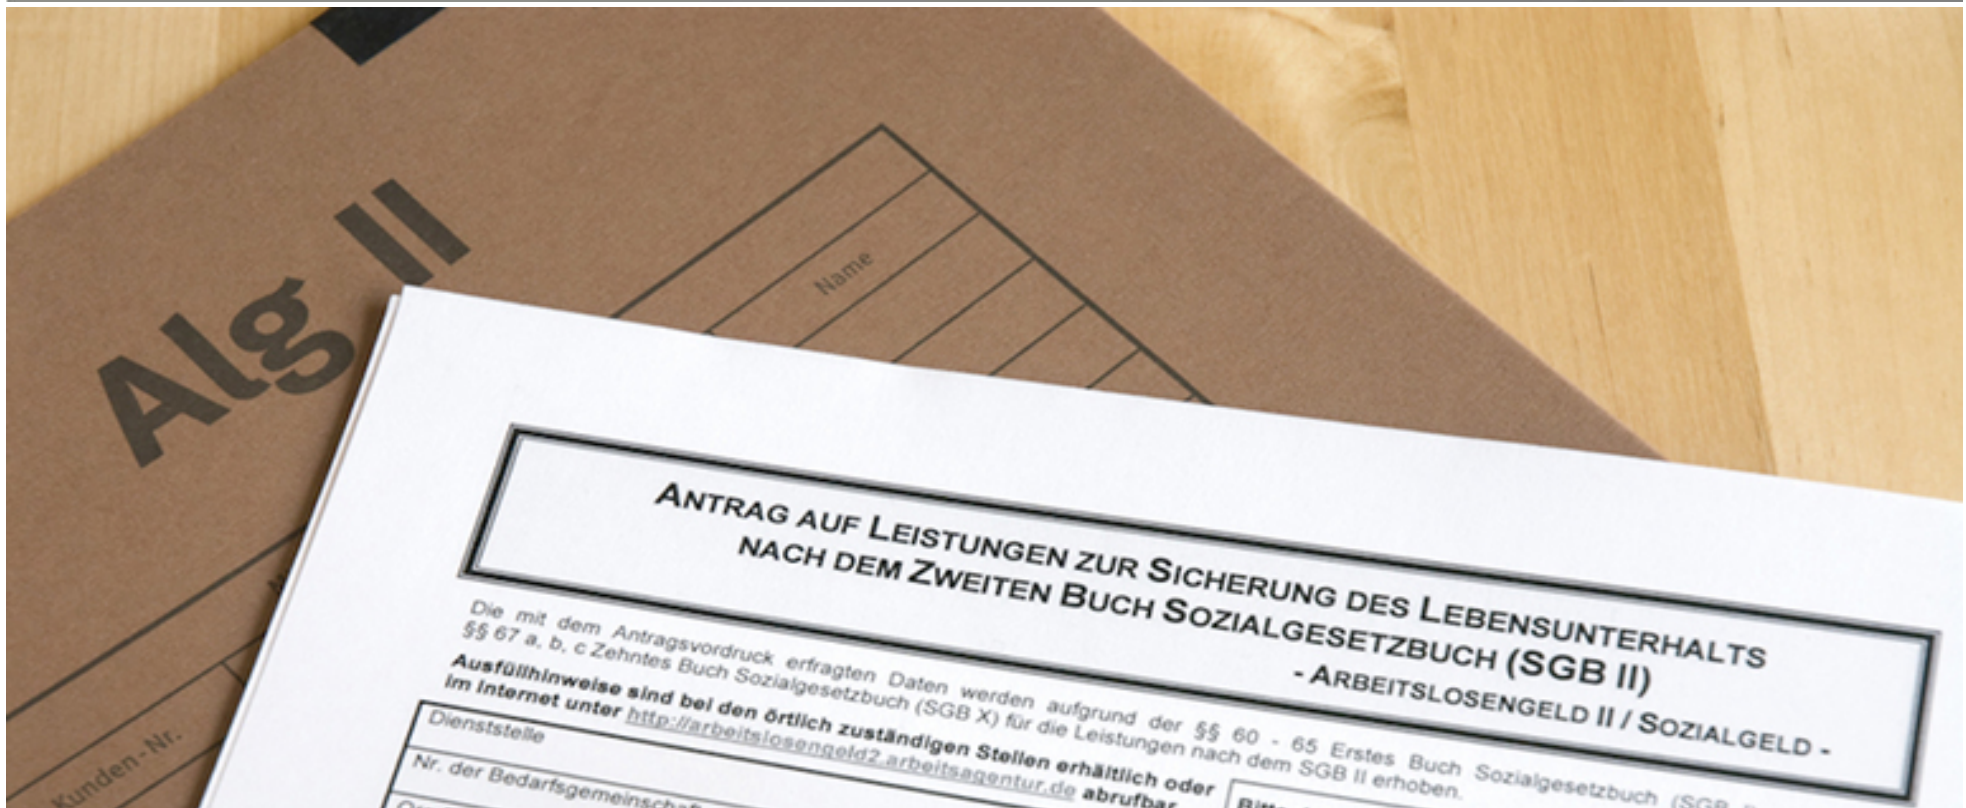 Alg II
Name
Kunden-Nr.
ANTRAG AUF LEISTUNGEN ZUR SICHERUNG DES LEBENSUNTERHALTS
NACH DEM ZWEITEN BUCH SOZIALGESETZBUCH (SGB II)
- ARBEITSLOSENGELD II / SOZIALGELD -
Die mit dem Antragsvordruck erfragten Daten werden aufgrund der §§ 60 - 65 Erstes Buch Sozialgesetzbuch (SGB
§§ 67 a, b, c Zehntes Buch Sozialgesetzbuch (SGB X) für die Leistungen nach dem SGB II erhoben.
Ausfüllhinweise sind bei den örtlich zuständigen Stellen erhältlich oder
im Internet unter http://arbeitslosengeld2.arbeitsagentur.de abrufbar
Dienststelle
Nr. der Bedarfsgemeinschaft